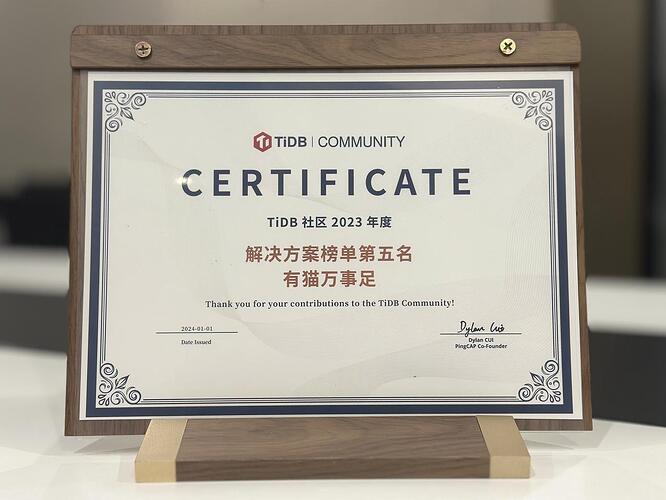 TiDB | COMMUNITY
CERTIFICATE
TiDB 社区 2023 年度
解决方案榜单第五名
有猫万事足
Thank you for your contributions to the TiDB Community!
2024-01-01
Date Issued
Dylan Cui
Dylan CUI
PingCAP Co-Founder